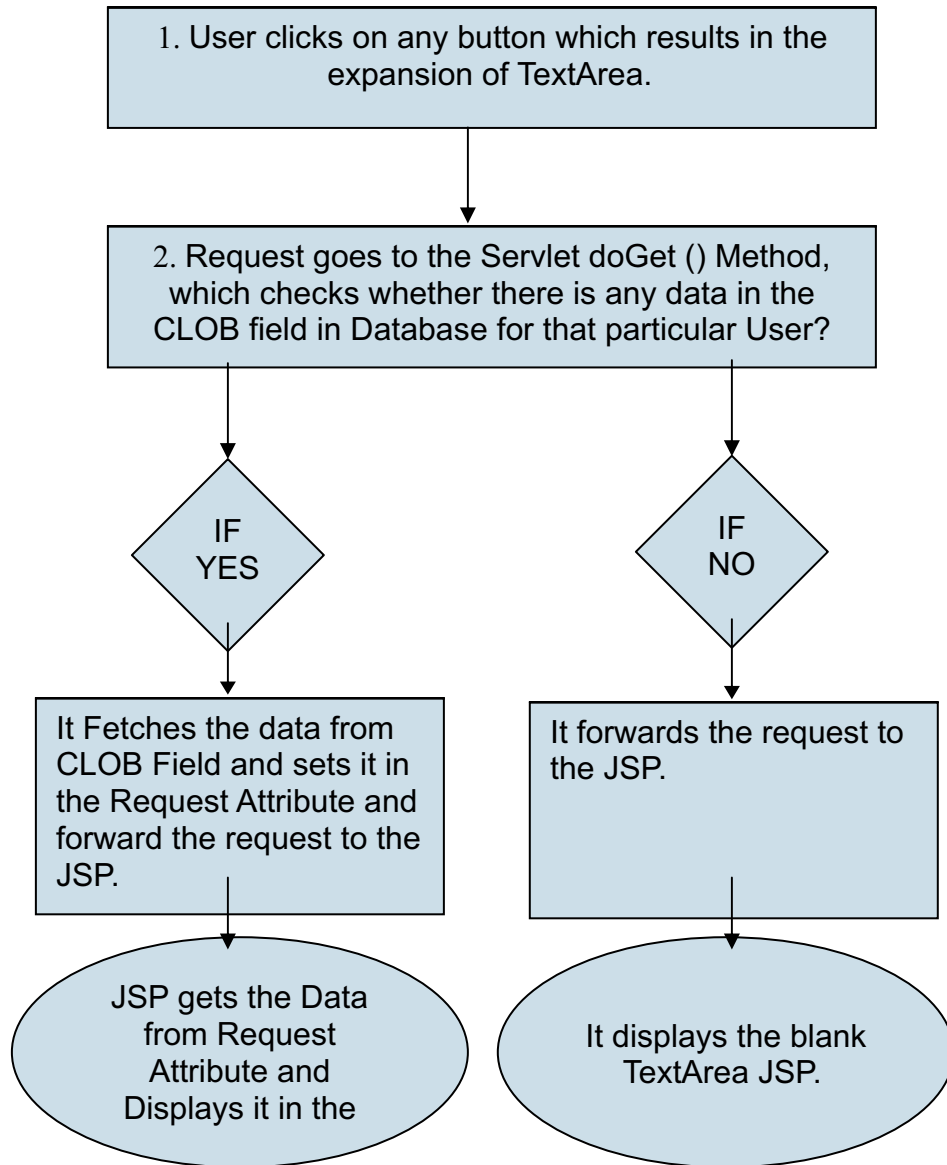 1. User clicks on any button which results in the
expansion of TextArea.
2. Request goes to the Servlet doGet () Method,
which checks whether there is any data in the
CLOB field in Database for that particular User?
IF
YES
IF
NO
It Fetches the data from
CLOB Field and sets it in
the Request Attribute and
forward the request to the
JSP.
It forwards the request to
the JSP.
JSP gets the Data
from Request
Attribute and
Displays it in the
It displays the blank
TextArea JSP.